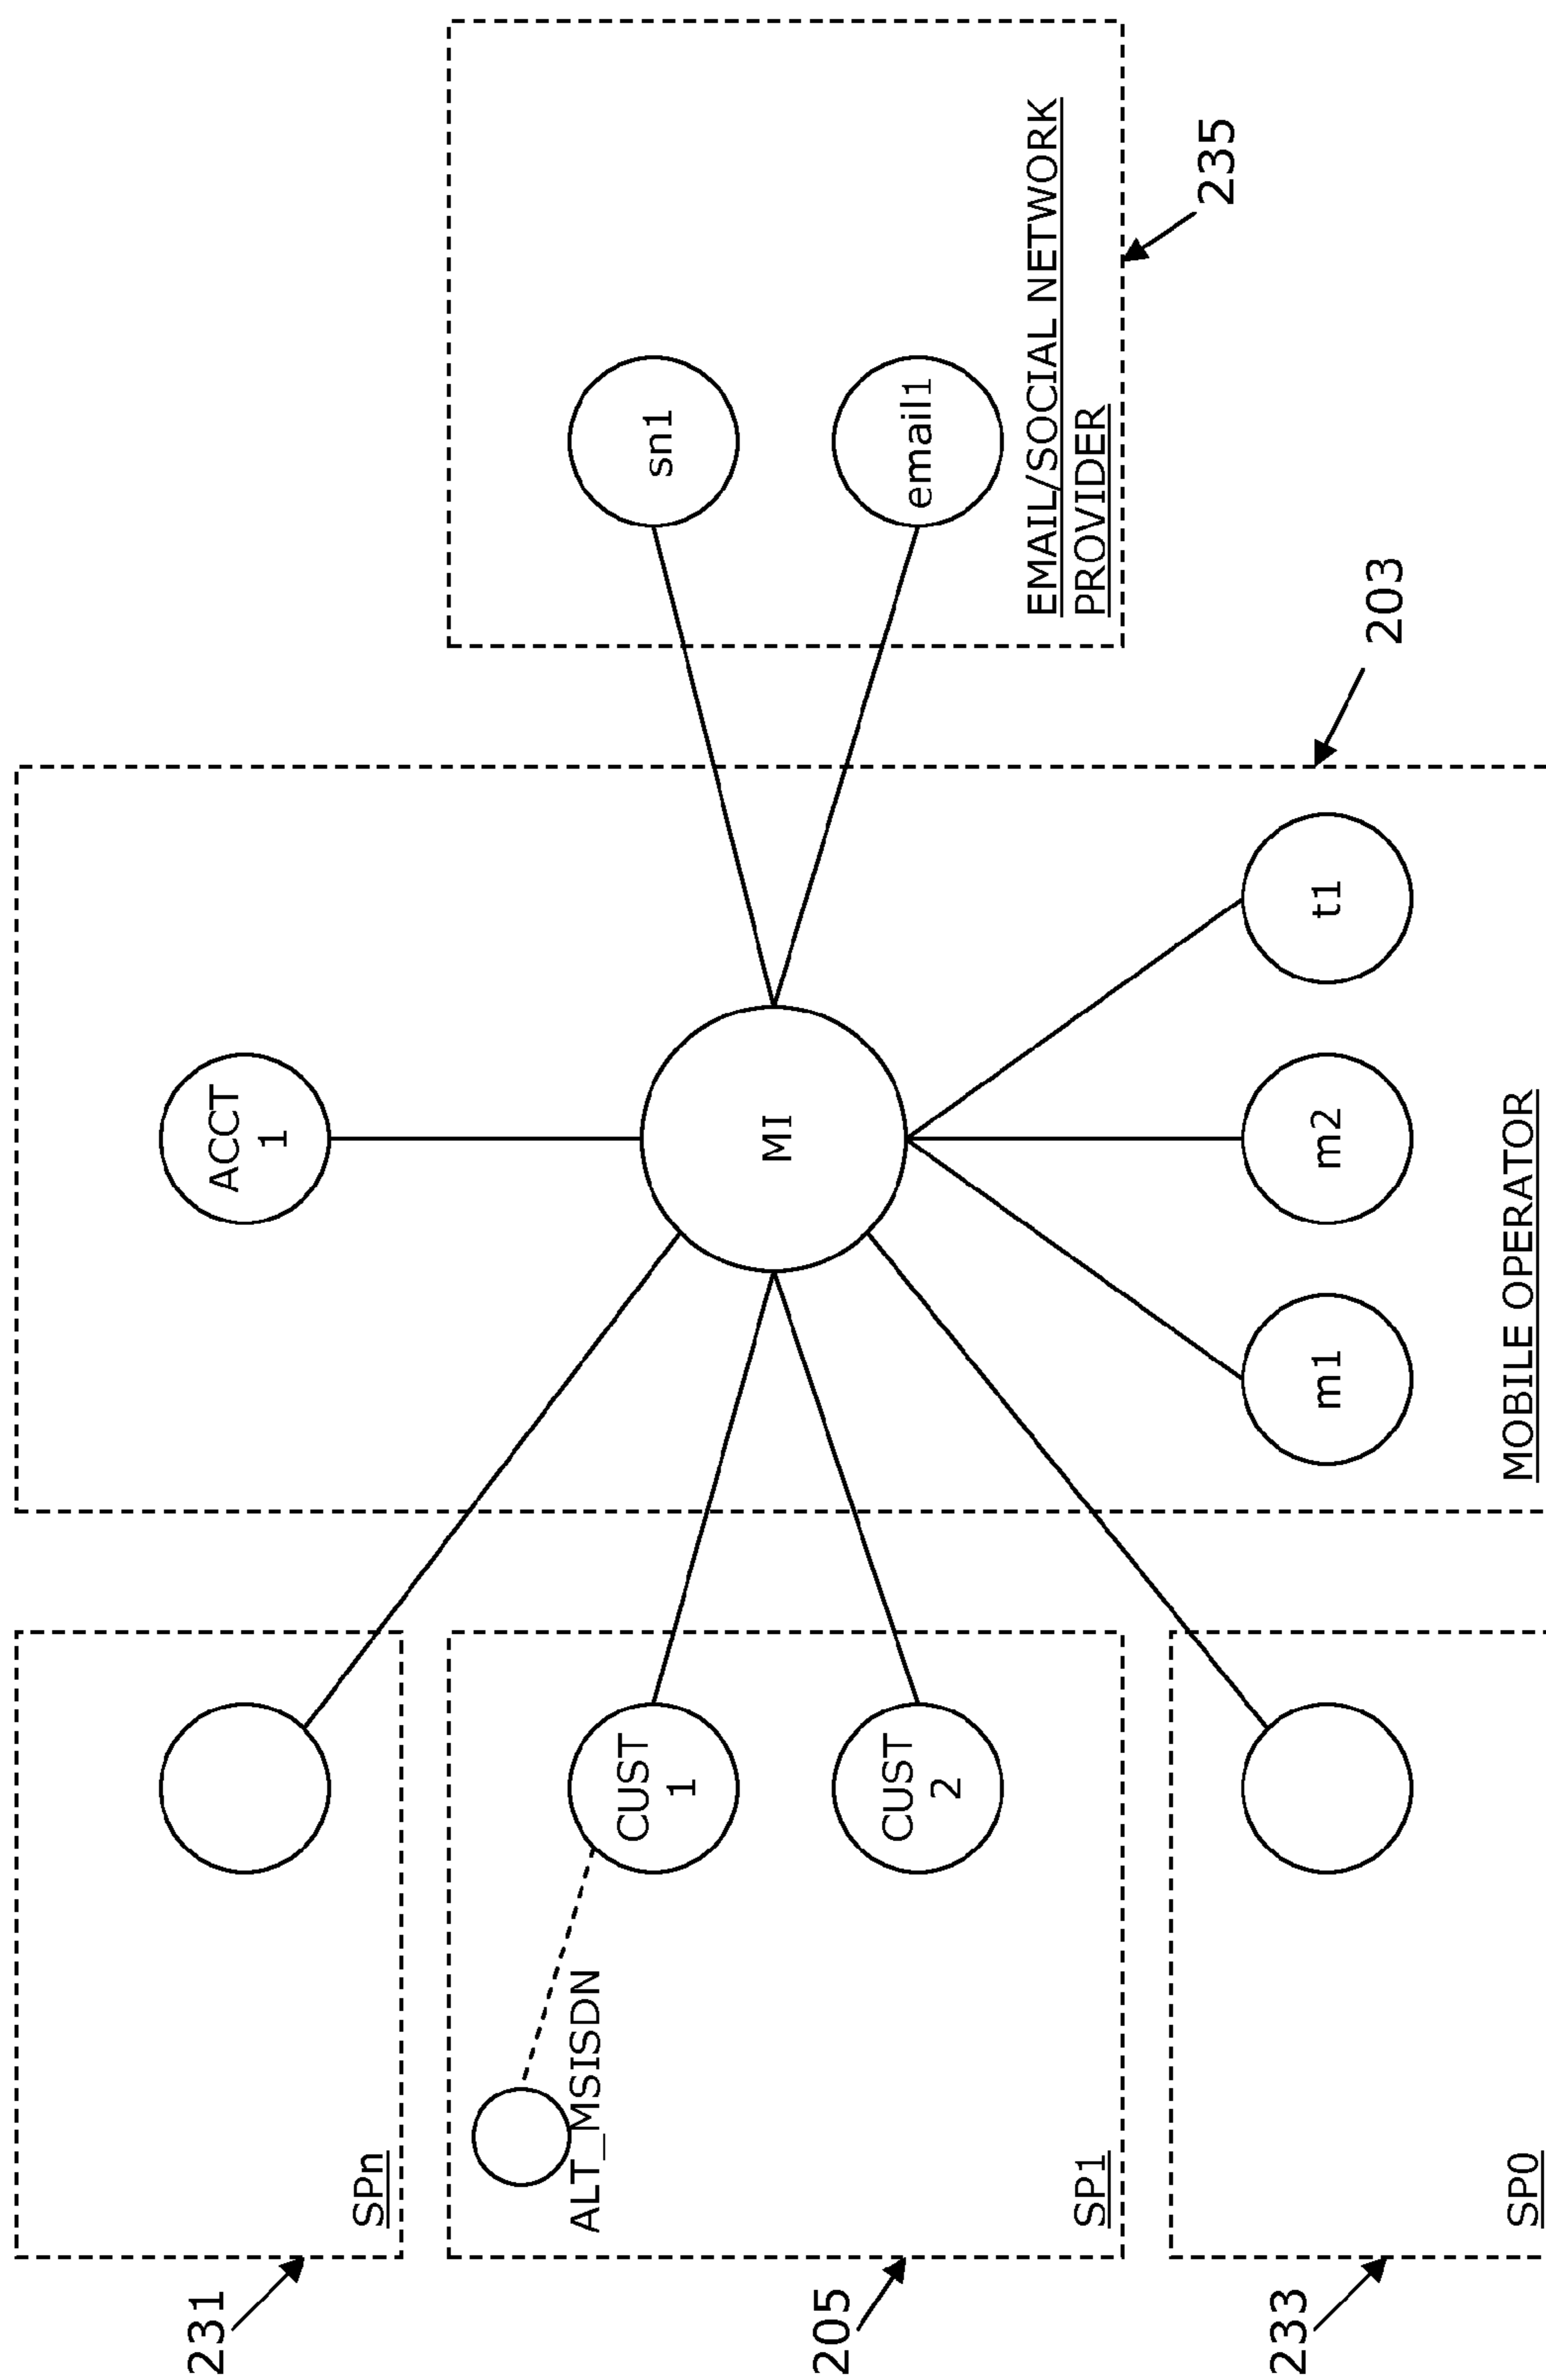 231
SPn
205
ALT_MSISDN
CUST
1
CUST
2
SP1
233
SP0
ACCT
1
MI
m1
m2
t1
MOBILE OPERATOR
203
sn1
email1
EMAIL/SOCIAL NETWORK
PROVIDER
235